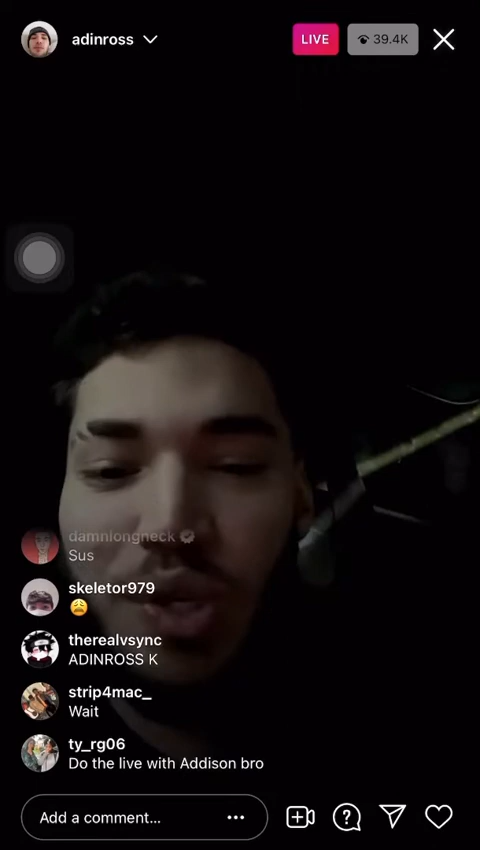 adinross
LIVE
39.4K
damnlongneck
Sus
skeletor979
😩
therealvsync
ADINROSS K
strip4mac_
Wait
ty_rg06
Do the live with Addison bro
Add a comment...